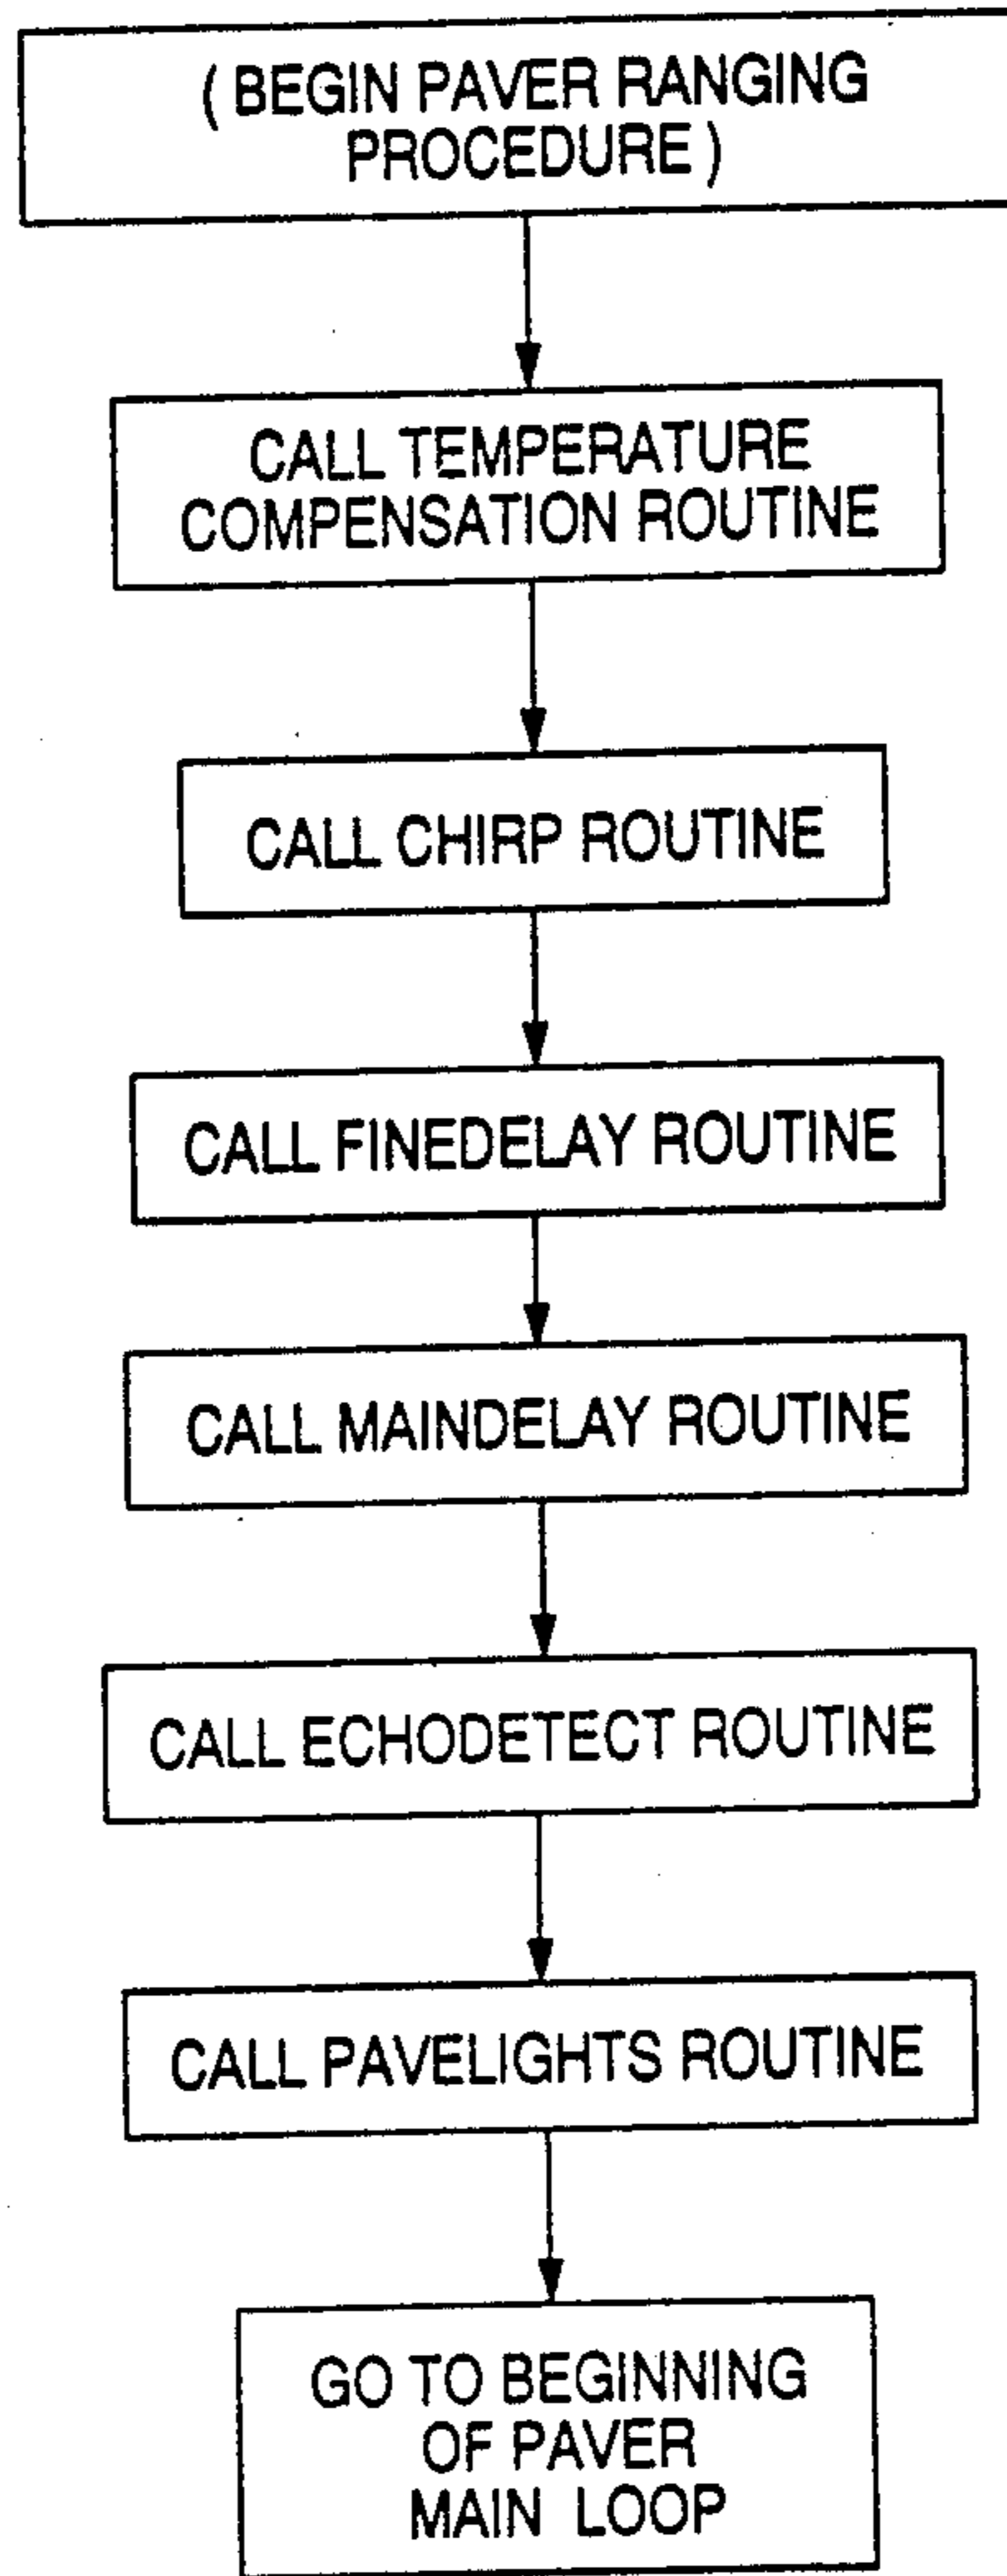 ( BEGIN PAVER RANGING
PROCEDURE )
CALL TEMPERATURE
COMPENSATION ROUTINE
CALL CHIRP ROUTINE
CALL FINEDELAY ROUTINE
CALL MAINDELAY ROUTINE
CALL ECHODETECT ROUTINE
CALL PAVELIGHTS ROUTINE
GO TO BEGINNING
OF PAVER
MAIN LOOP